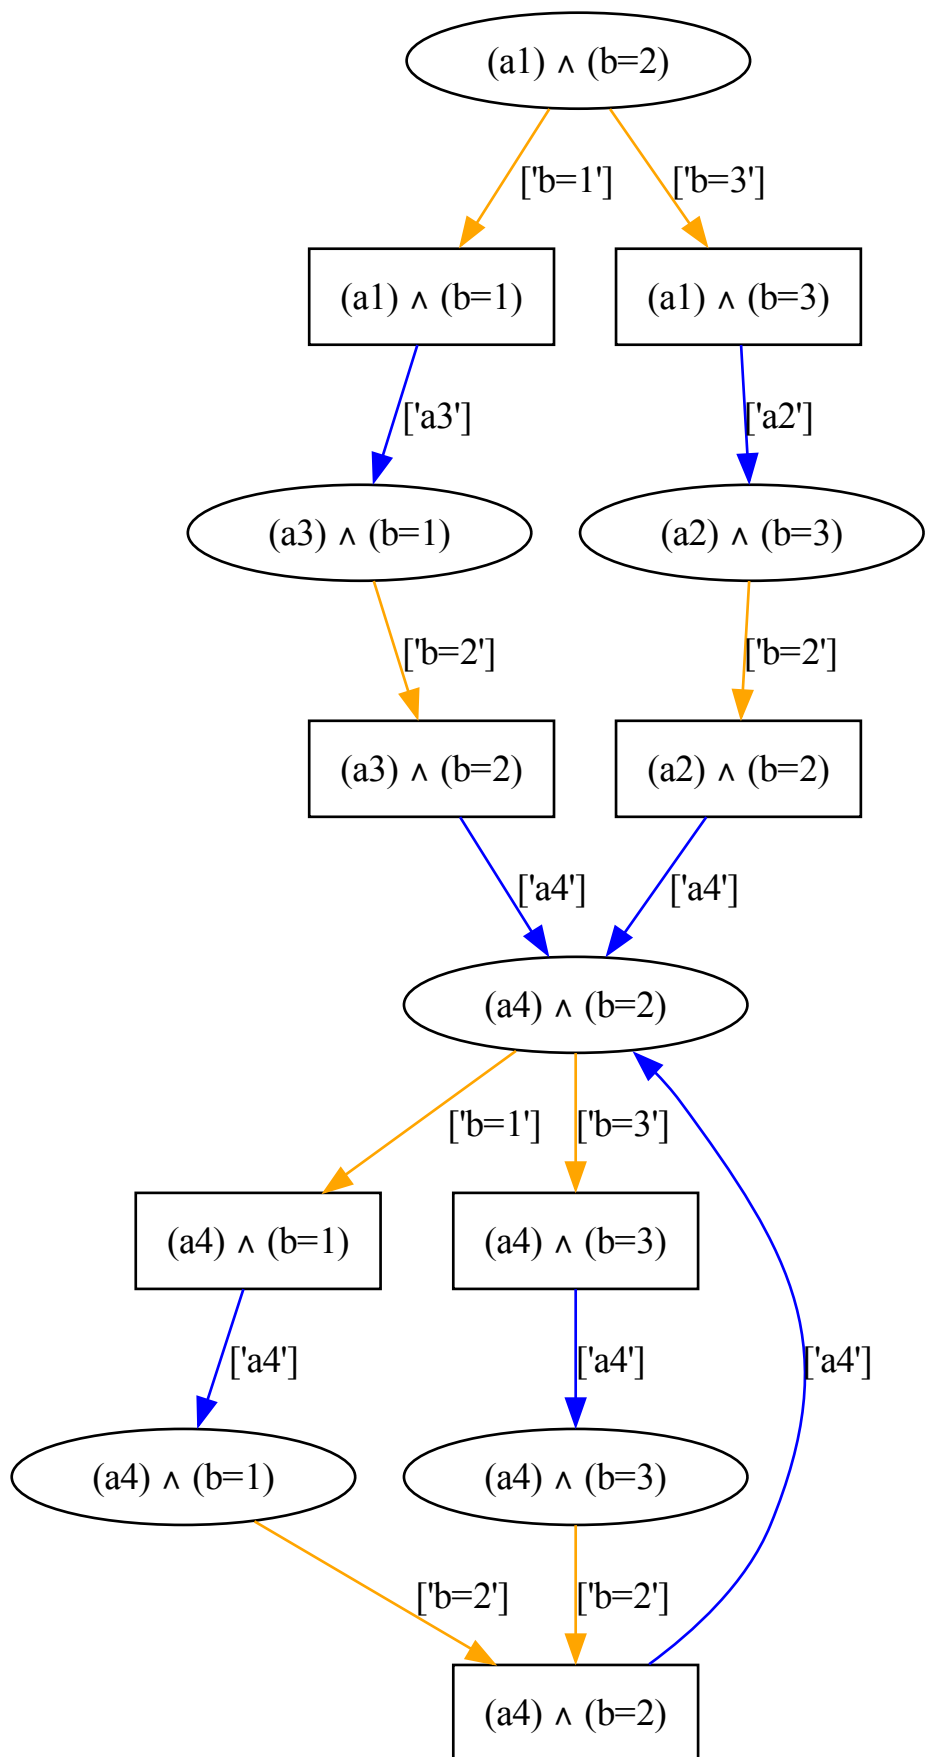 (a1) ∧ (b=2)
['b=1'] ['b=3']
(a1) ∧ (b=1) (a1) ∧ (b=3)
['a3'] ['a2']
(a3) ∧ (b=1) (a2) ∧ (b=3)
['b=2'] ['b=2']
(a3) ∧ (b=2) (a2) ∧ (b=2)
['a4'] ['a4']
(a4) ∧ (b=2)
['b=1'] ['b=3']
(a4) ∧ (b=1) (a4) ∧ (b=3)
['a4'] ['a4'] ['a4']
(a4) ∧ (b=1) (a4) ∧ (b=3)
['b=2'] ['b=2']
(a4) ∧ (b=2)